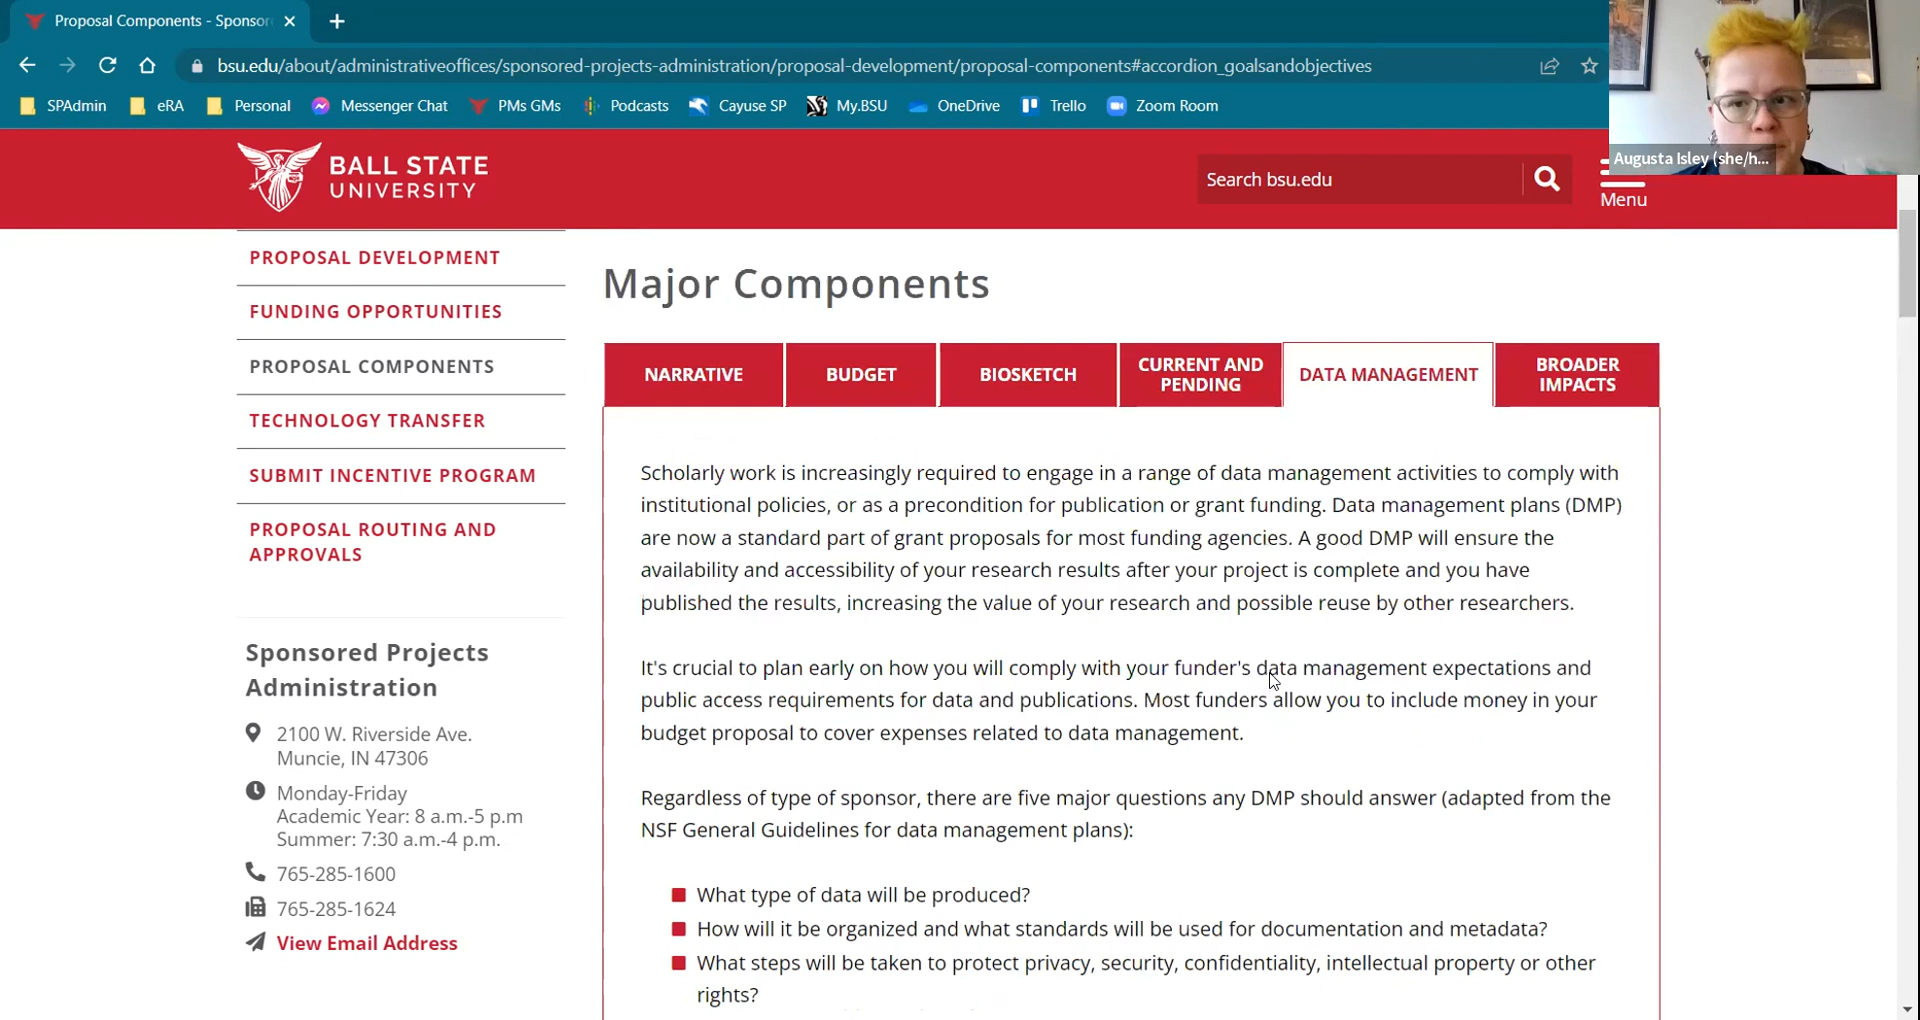 Proposal Components - Sponsor
bsu.edu/about/administrativeoffices/sponsored-projects-administration/proposal-development/proposal-components#accordion_goalsandobjectives
SPAdmin eRA Personal Messenger Chat PMs GMs Podcasts Cayuse SP My.BSU OneDrive Trello Zoom Room
Augusta Isley (she/h...
BALL STATE
UNIVERSITY
Search bsu.edu
Menu
PROPOSAL DEVELOPMENT
FUNDING OPPORTUNITIES
PROPOSAL COMPONENTS
TECHNOLOGY TRANSFER
SUBMIT INCENTIVE PROGRAM
PROPOSAL ROUTING AND
APPROVALS
Sponsored Projects
Administration
2100 W. Riverside Ave.
Muncie, IN 47306
Monday-Friday
Academic Year: 8 a.m.-5 p.m
Summer: 7:30 a.m.-4 p.m.
765-285-1600
765-285-1624
View Email Address
Major Components
NARRATIVE
BUDGET
BIOSKETCH
CURRENT AND
PENDING
DATA MANAGEMENT
BROADER
IMPACTS
Scholarly work is increasingly required to engage in a range of data management activities to comply with
institutional policies, or as a precondition for publication or grant funding. Data management plans (DMP)
are now a standard part of grant proposals for most funding agencies. A good DMP will ensure the
availability and accessibility of your research results after your project is complete and you have
published the results, increasing the value of your research and possible reuse by other researchers.
It's crucial to plan early on how you will comply with your funder's data management expectations and
public access requirements for data and publications. Most funders allow you to include money in your
budget proposal to cover expenses related to data management.
Regardless of type of sponsor, there are five major questions any DMP should answer (adapted from the
NSF General Guidelines for data management plans):
What type of data will be produced?
How will it be organized and what standards will be used for documentation and metadata?
What steps will be taken to protect privacy, security, confidentiality, intellectual property or other
rights?